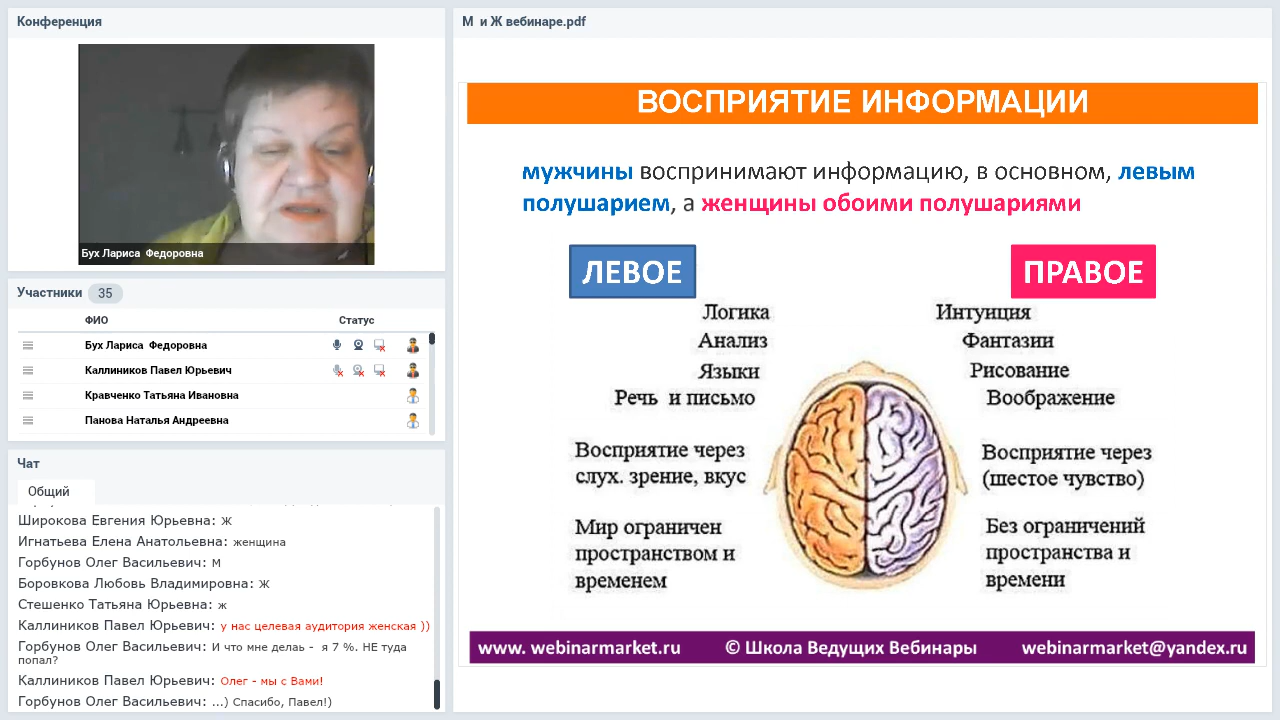 Конференция
Бух Лариса Федоровна
Участники 35
ФИО Статус
Бух Лариса Федоровна
Каллиников Павел Юрьевич
Кравченко Татьяна Ивановна
Панова Наталья Андреевна
Чат
Общий
Широкова Евгения Юрьевна: Ж
Игнатьева Елена Анатольевна: женщина
Горбунов Олег Васильевич: М
Боровкова Любовь Владимировна: Ж
Стешенко Татьяна Юрьевна: ж
Каллиников Павел Юрьевич: у нас целевая аудитория женская ))
Горбунов Олег Васильевич: И что мне делаь - я 7 %. НЕ туда
попал?
Каллиников Павел Юрьевич: Олег - мы с Вами!
Горбунов Олег Васильевич: ...) Спасибо, Павел!)
М и Ж вебинаре.pdf
ВОСПРИЯТИЕ ИНФОРМАЦИИ
мужчины воспринимают информацию, в основном, левым
полушарием, а женщины обоими полушариями
ЛЕВОЕ
Логика
Анализ
Языки
Речь и письмо
Восприятие через
слух. зрение, вкус
Мир ограничен
пространством и
временем
ПРАВОЕ
Интуиция
Фантазии
Рисование
Воображение
Восприятие через
(шестое чувство)
Без ограничений
пространства и
времени
www. webinarmarket.ru © Школа Ведущих Вебинары webinarmarket@yandex.ru